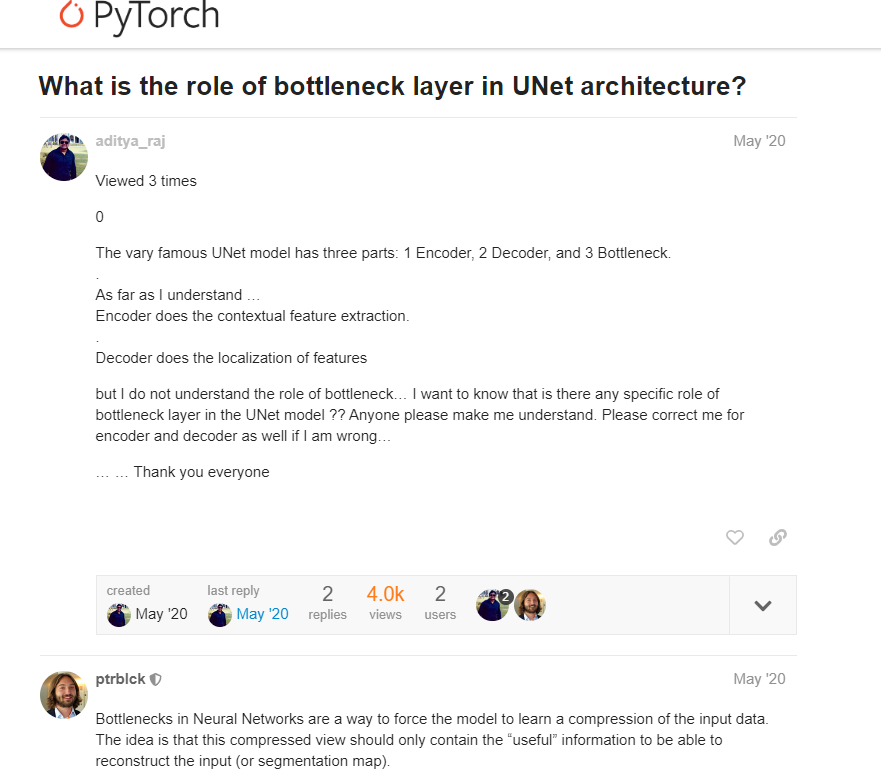 PyTorch
What is the role of bottleneck layer in UNet architecture?
aditya_raj May '20
Viewed 3 times
0
The vary famous UNet model has three parts: 1 Encoder, 2 Decoder, and 3 Bottleneck.
.
As far as I understand …
Encoder does the contextual feature extraction.
.
Decoder does the localization of features
but I do not understand the role of bottleneck… I want to know that is there any specific role of
bottleneck layer in the UNet model ?? Anyone please make me understand. Please correct me for
encoder and decoder as well if I am wrong…
… … Thank you everyone
created last reply 2 4.0k 2 2
May '20 May '20 replies views users
ptrblck May '20
Bottlenecks in Neural Networks are a way to force the model to learn a compression of the input data.
The idea is that this compressed view should only contain the “useful” information to be able to
reconstruct the input (or segmentation map).